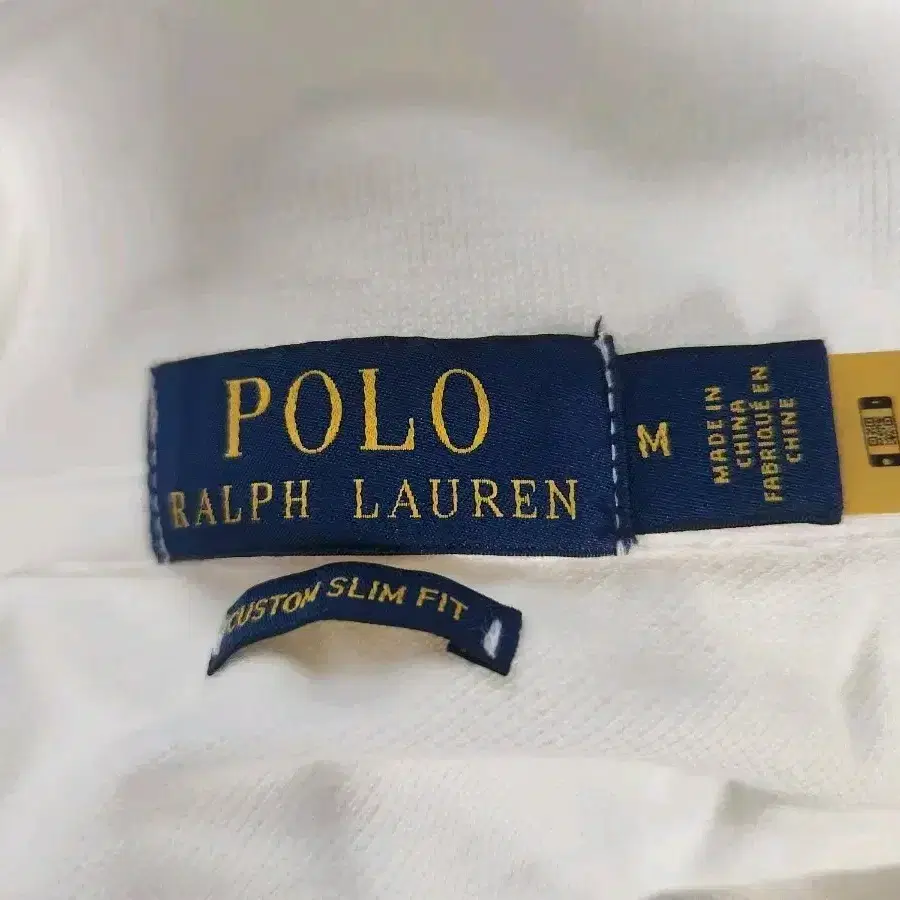 POLO
RALPH LAUREN
M
MADE IN
CHINA
FABRIQUÉ EN
CHINE
CUSTOM SLIM FIT